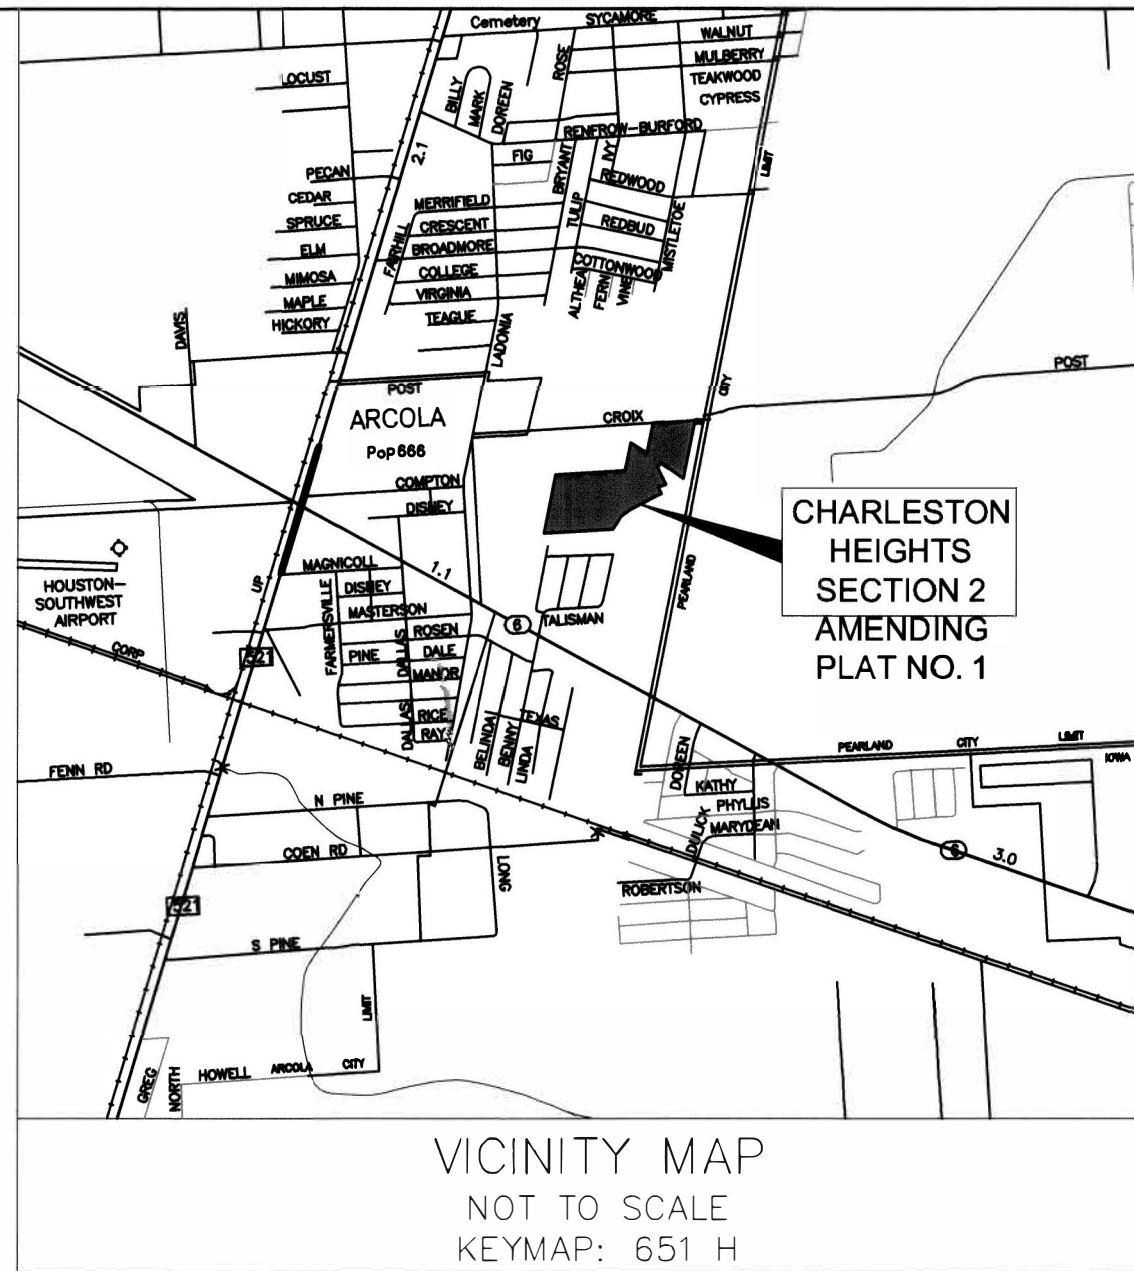 Cemetery
SYCAMORE
WALNUT
MULBERRY
TEAKWOOD
CYPRESS
ROSE
LOCUST
BILLY
MARK
DOREEN
RENFROW-BURFORD
2.1
FIG
BRYANT
IVY
LIMIT
PECAN
REDWOOD
CEDAR
MERRIFIELD
TULIP
SPRUCE
CRESCENT
REDBUD
MISTLETOE
ELM
FAIRHILL
BROADMORE
MIMOSA
COLLEGE
COTTONWOOD
MAPLE
VIRGINIA
ALTHEA
FERN
VINE
HICKORY
TEAGUE
DAVIS
LADONIA
POST
POST
CITY
ARCOLA
CROIX
Pop 666
COMPTON
DISNEY
CHARLESTON
HEIGHTS
SECTION 2
AMENDING
PLAT NO. 1
HOUSTON-
SOUTHWEST
AIRPORT
UP
MAGNICOLL
1.1
DISNEY
FARMERSVILLE
MASTERSON
PEARLAND
6
TALISMAN
CORP
521
ROSEN
PINE
DALLAS
DALE
MANOR
DALLAS
RICE
RAY
BELINDA
BENNY
LINDA
TEXAS
DOREEN
PEARLAND
CITY
LIMIT
IOWA
FENN RD
KATHY
N PINE
PHYLLIS
DULICK
MARYDEAN
COEN RD
LONG
6
3.0
ROBERTSON
521
S PINE
LIMIT
GREG
NORTH
HOWELL
ARCOLA
CITY
VICINITY MAP
NOT TO SCALE
KEYMAP: 651 H